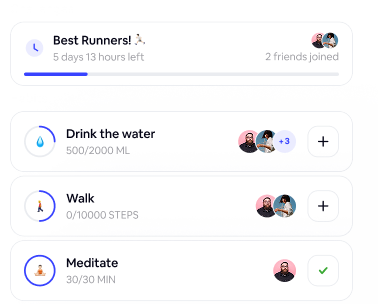 Best Runners! 🏃🏻
5 days 13 hours left
2 friends joined
Drink the water
500/2000 ML
+3
Walk
0/10000 STEPS
Meditate
30/30 MIN